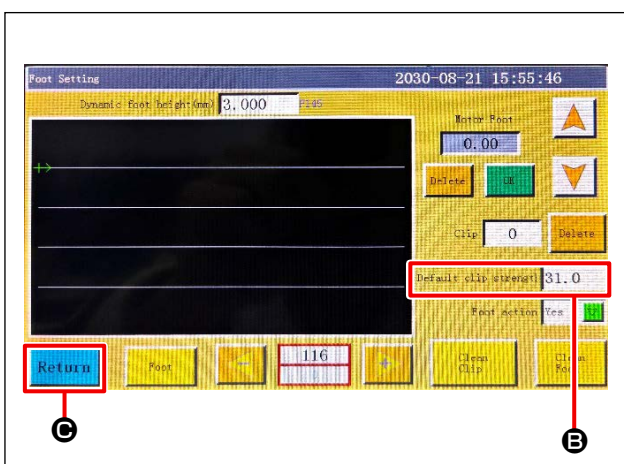 Foot Setting 2030-08-21 15:55:46
Dynamic foot height(mm) 3.000 P145
Motor Foot
0.00
Delete OK
Clip 0 Delete
Default clip strengt 31.0
Foot action Yes
Return Foot - 116 + Clean Clip Clean Foot
C B